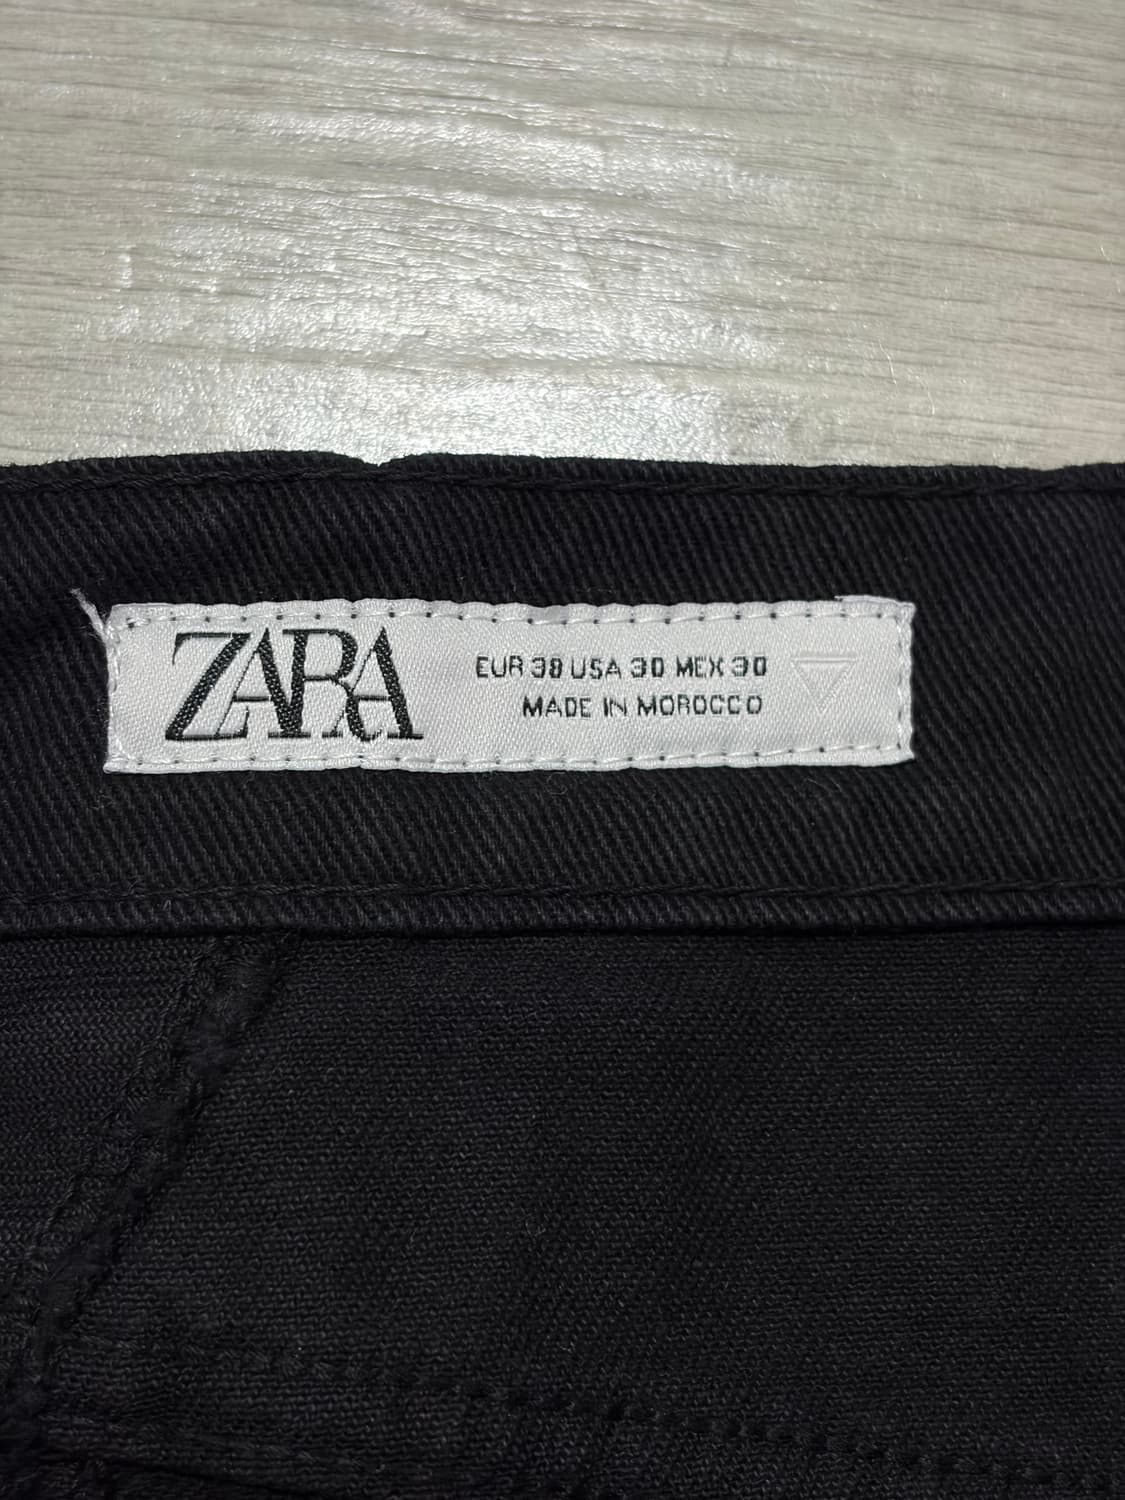 ZARA
EUR 38 USA 30 MEX 30
MADE IN MOROCCO